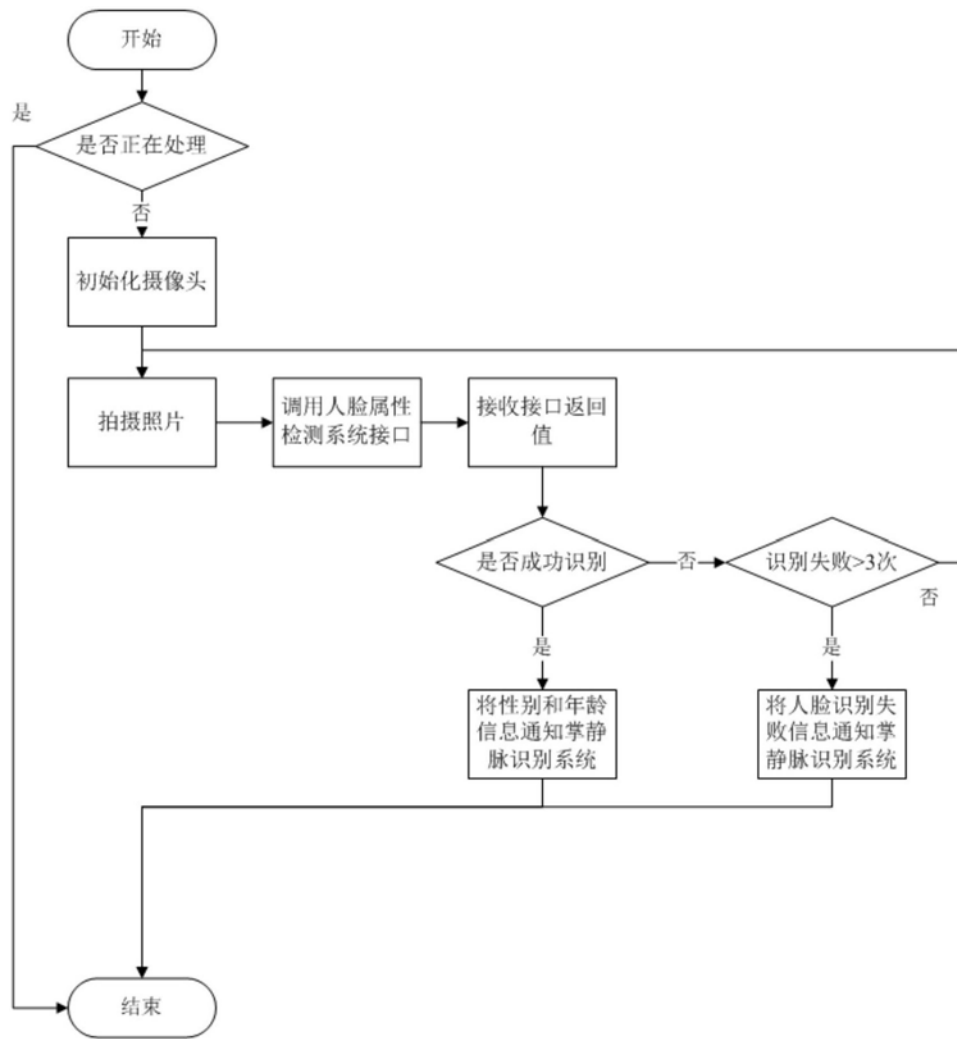 开始
是
是否正在处理
否
初始化摄像头
拍摄照片
调用人脸属性
检测系统接口
接收接口返回
值
是否成功识别
否
识别失败>3次
否
是
是
将性别和年龄
信息通知掌静
脉识别系统
将人脸识别失
败信息通知掌
静脉识别系统
结束